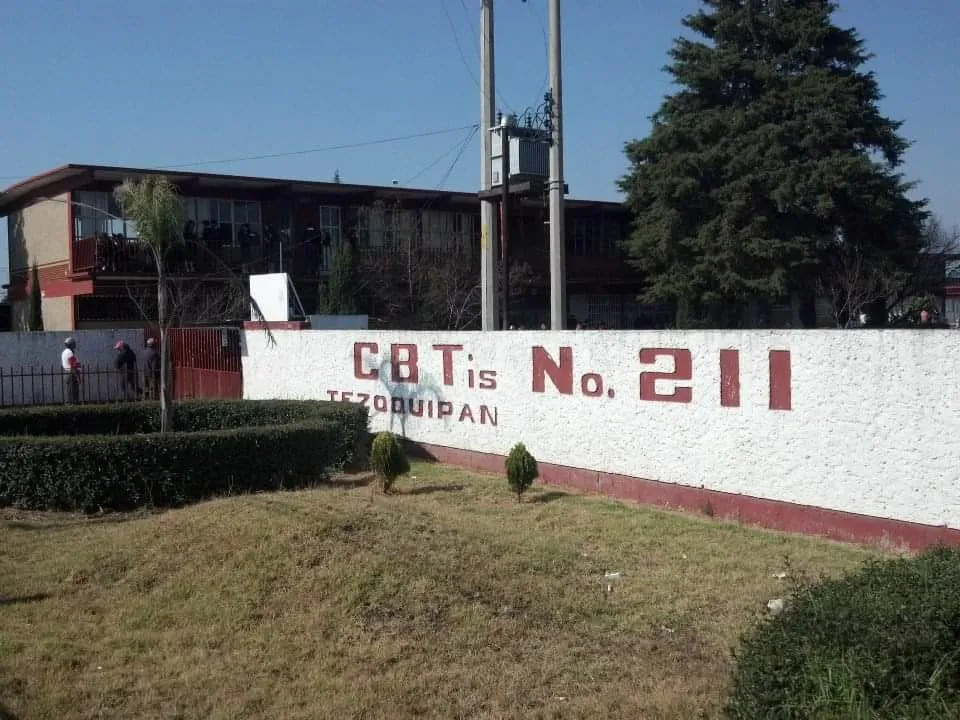 CBTis No. 211
TEZOQUIPAN